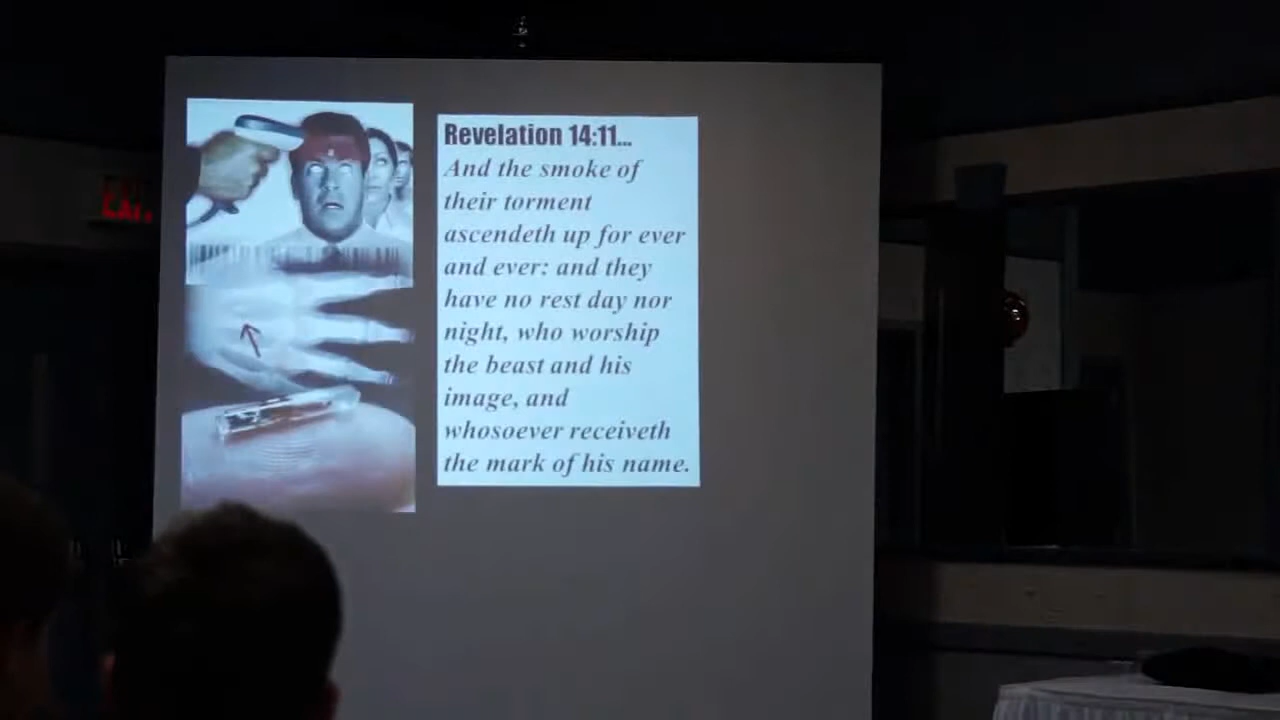 Revelation 14:11...
And the smoke of
their torment
ascendeth up for ever
and ever: and they
have no rest day nor
night, who worship
the beast and his
image, and
whosoever receiveth
the mark of his name.